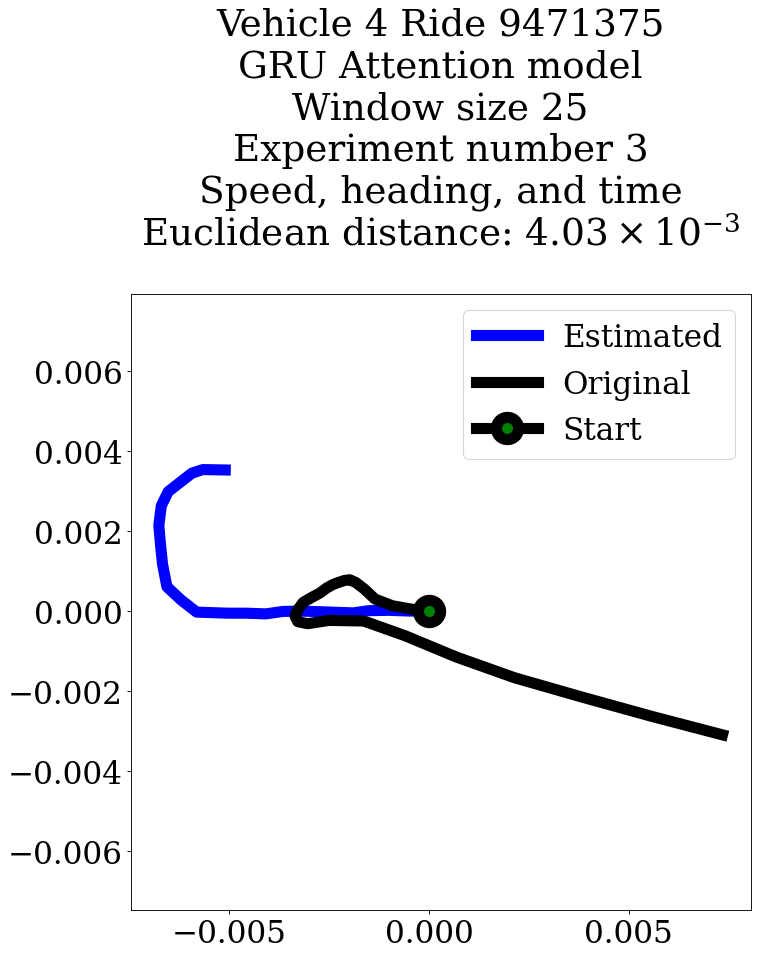 Vehicle 4 Ride 9471375
GRU Attention model
Window size 25
Experiment number 3
Speed, heading, and time
Euclidean distance: 4.03 × 10⁻³
Estimated
Original
Start
0.006
0.004
0.002
0.000
−0.002
−0.004
−0.006
−0.005 0.000 0.005